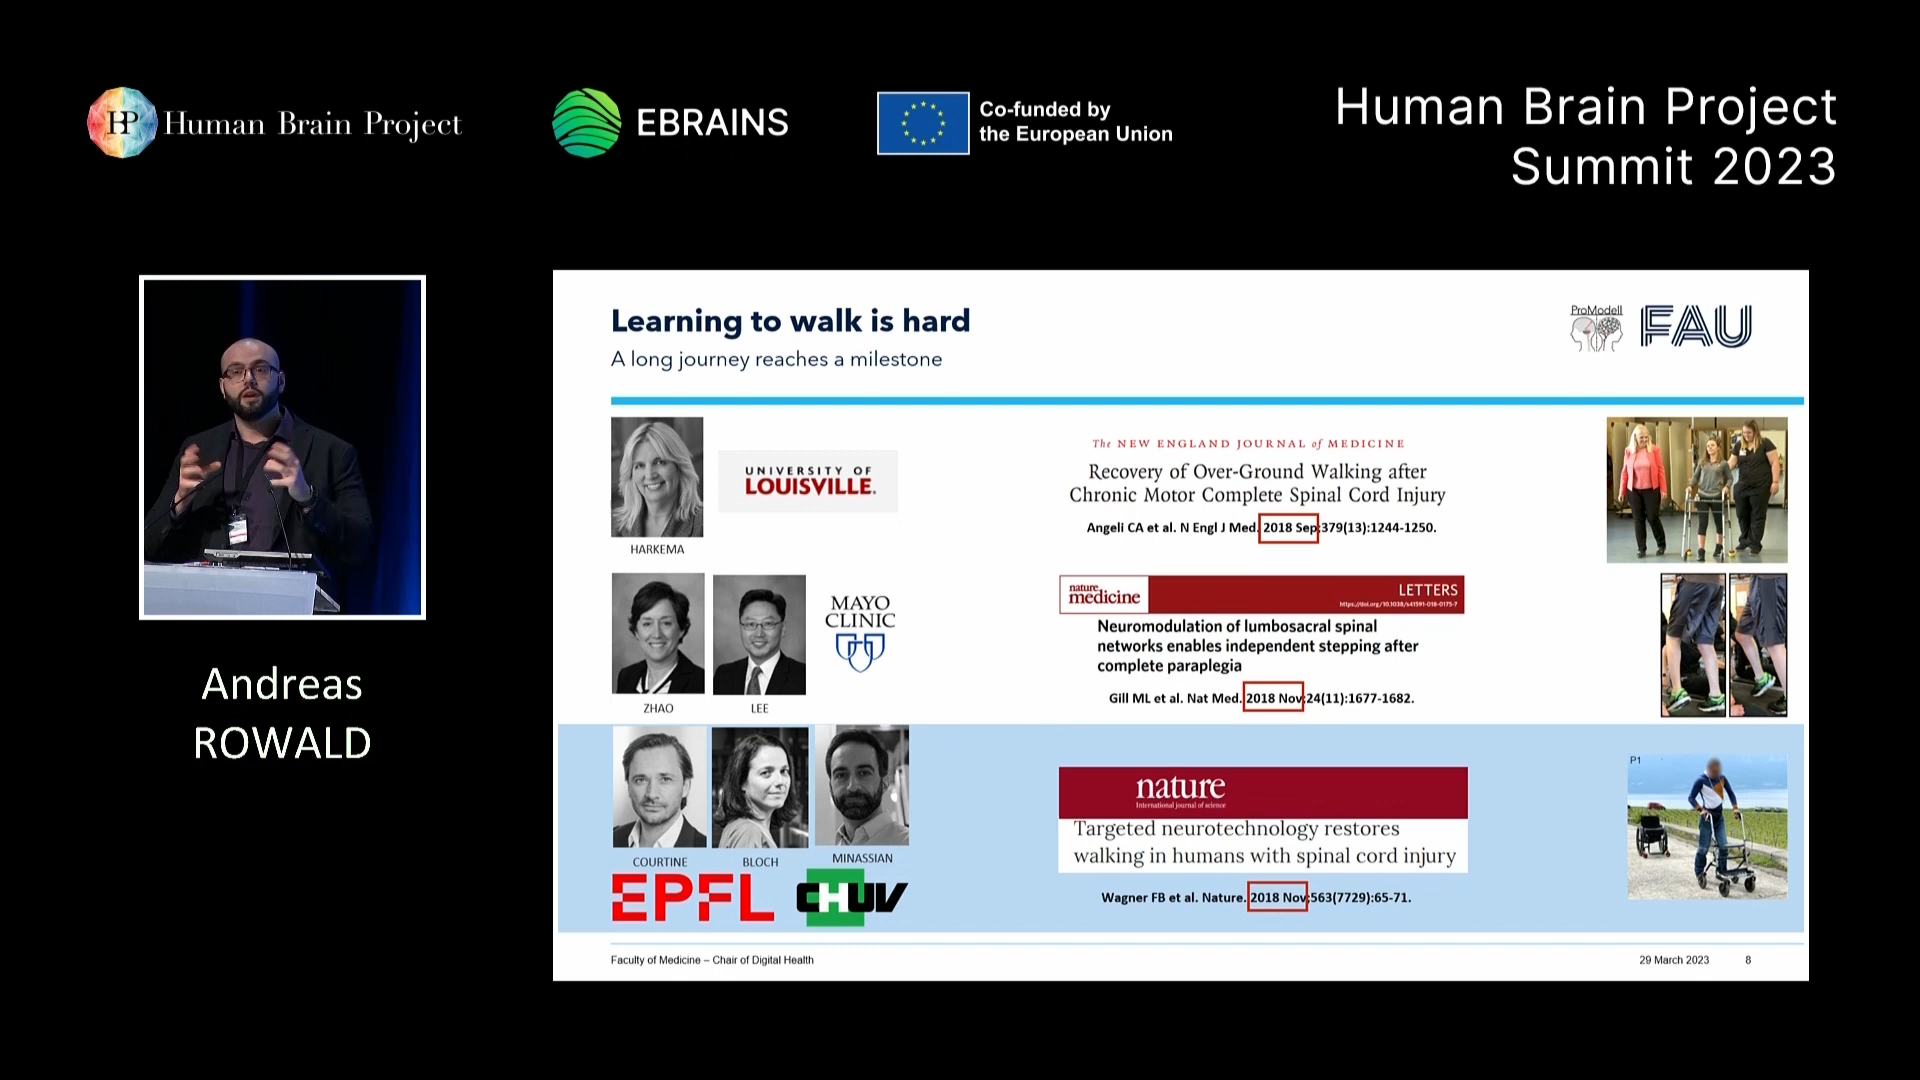 HP Human Brain Project
EBRAINS
Co-funded by
the European Union
Human Brain Project
Summit 2023
Andreas
ROWALD
Learning to walk is hard
A long journey reaches a milestone
ProModell
FAU
HARKEMA
UNIVERSITY OF
LOUISVILLE.
The NEW ENGLAND JOURNAL of MEDICINE
Recovery of Over-Ground Walking after
Chronic Motor Complete Spinal Cord Injury
Angeli CA et al. N Engl J Med. 2018 Sep;379(13):1244-1250.
ZHAO
LEE
MAYO
CLINIC
nature
medicine
LETTERS
https://doi.org/10.1038/s41591-018-0175-7
Neuromodulation of lumbosacral spinal
networks enables independent stepping after
complete paraplegia
Gill ML et al. Nat Med. 2018 Nov;24(11):1677-1682.
COURTINE
BLOCH
MINASSIAN
EPFL
CHUV
nature
International journal of science
Targeted neurotechnology restores
walking in humans with spinal cord injury
Wagner FB et al. Nature. 2018 Nov;563(7729):65-71.
P1
Faculty of Medicine – Chair of Digital Health
29 March 2023
8